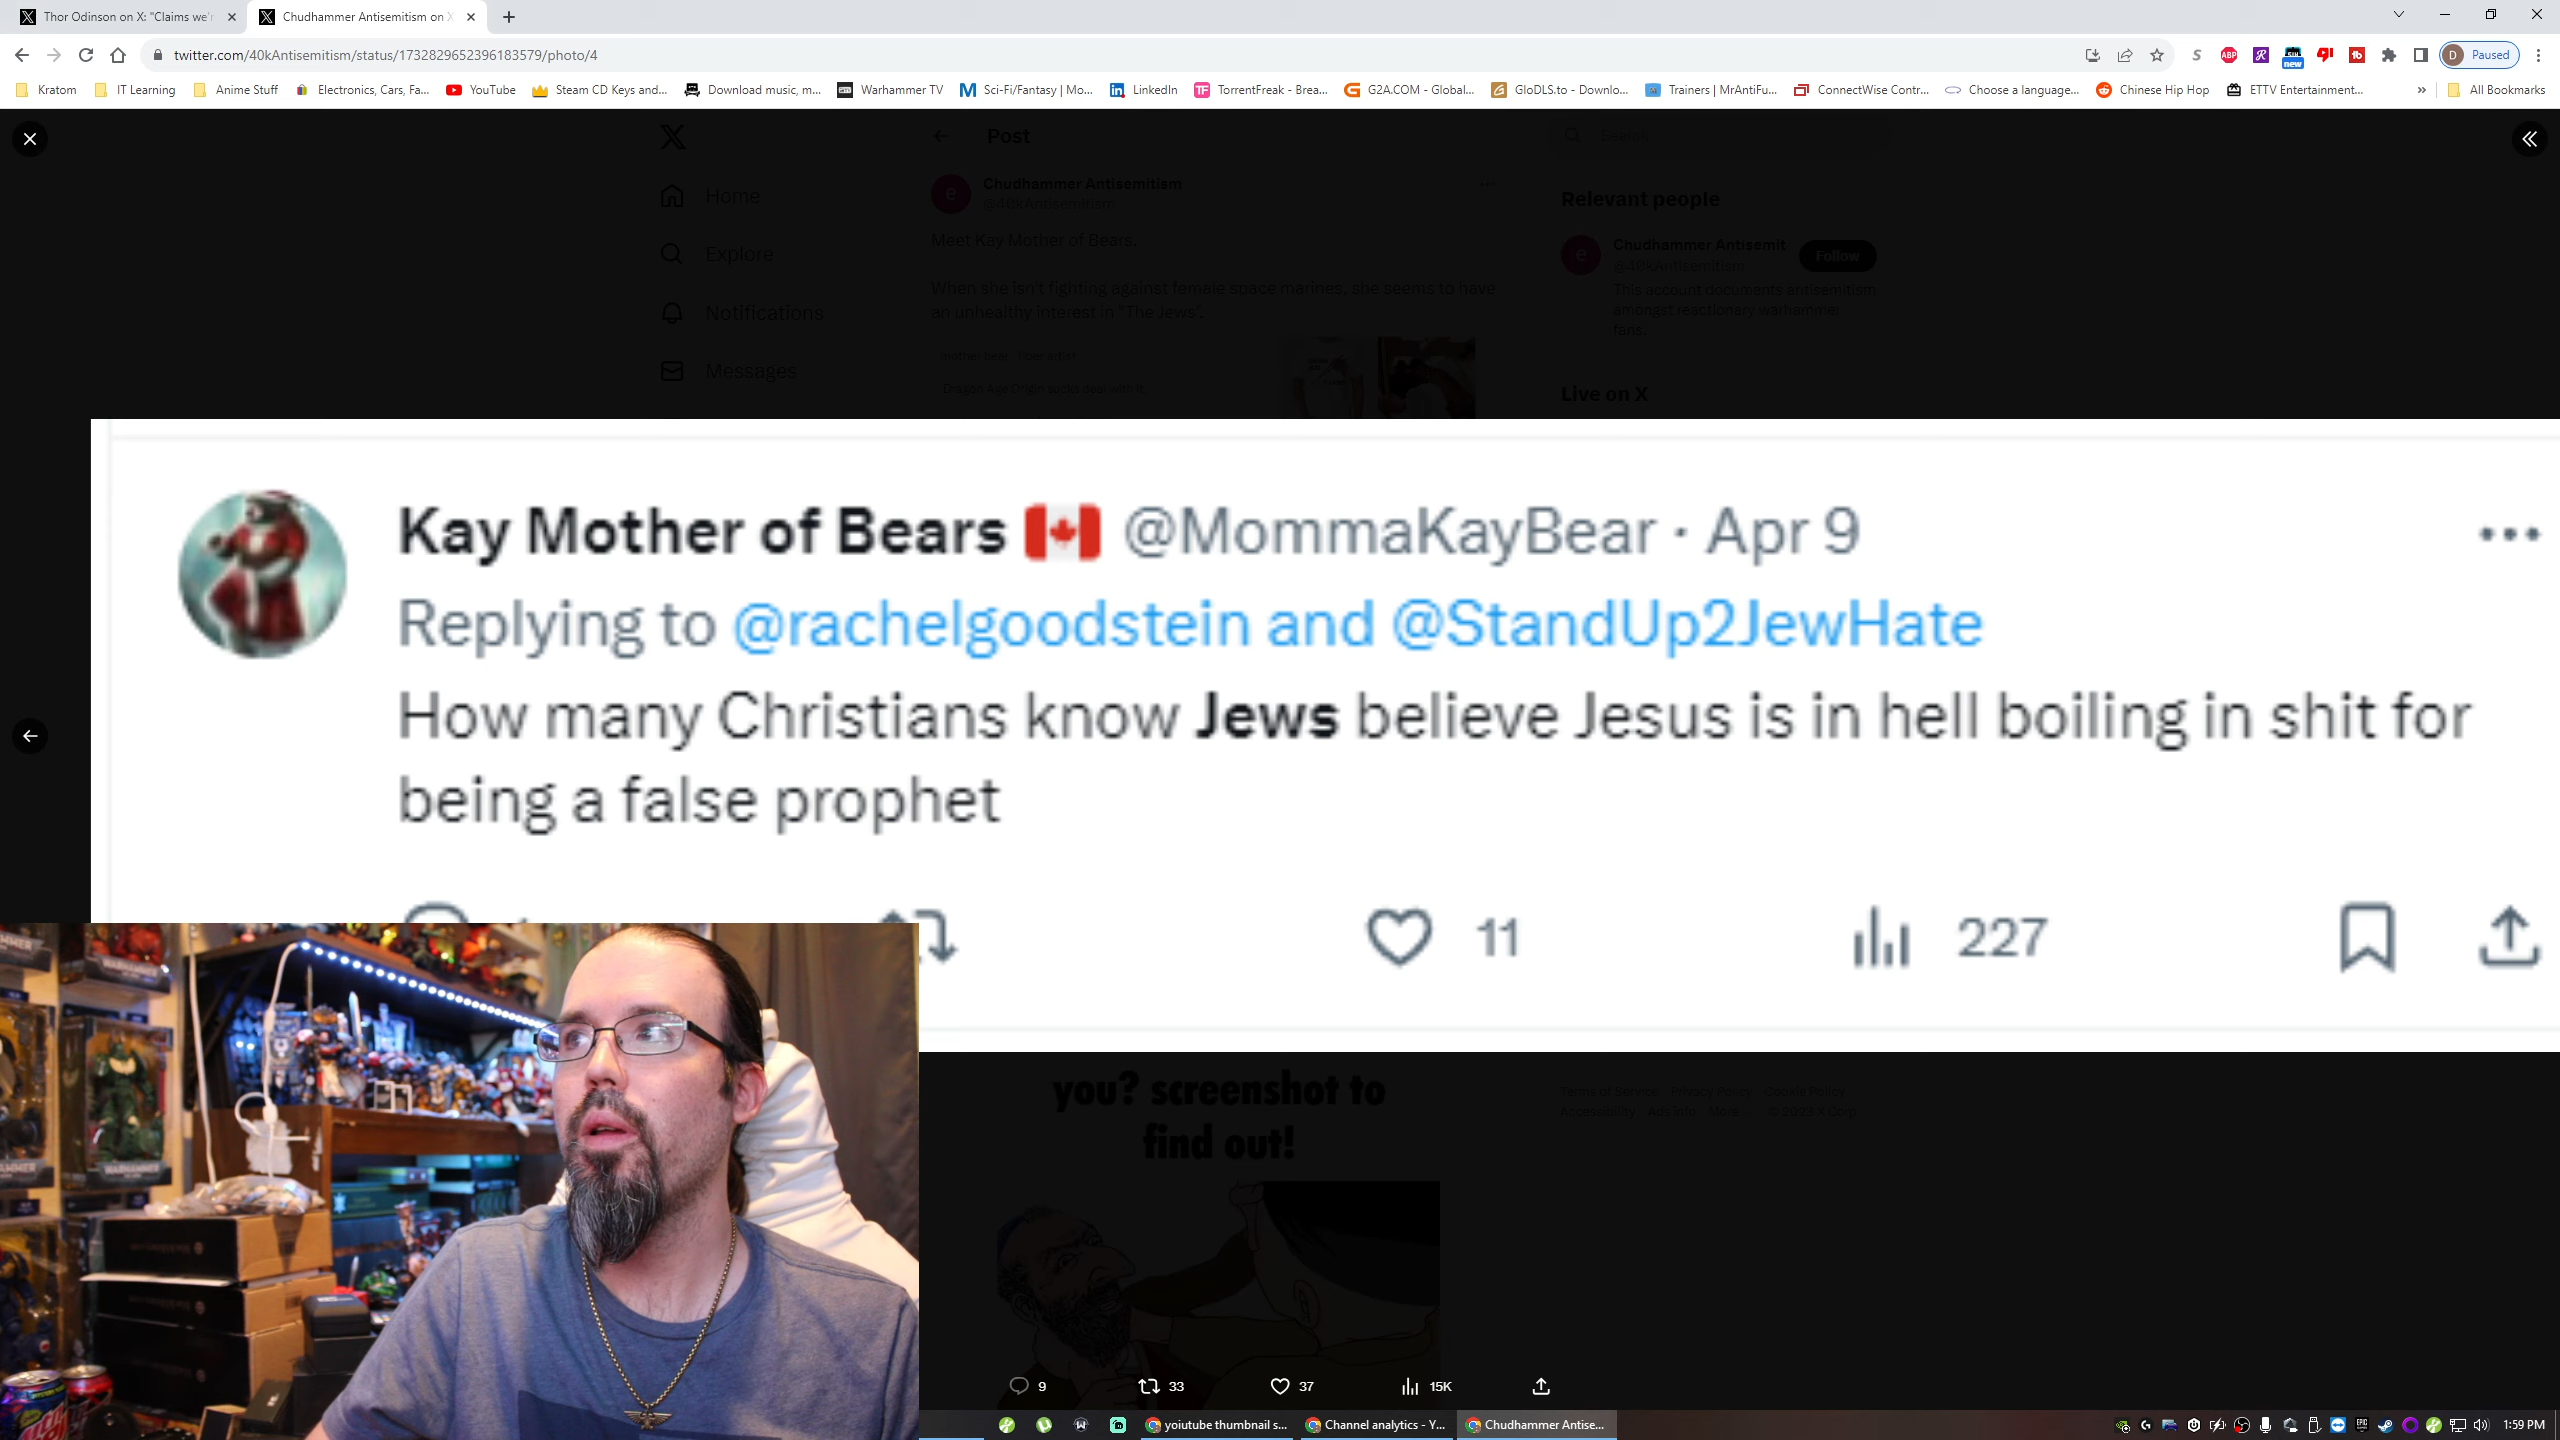 Thor Odinson on X: "Claims we'r
Chudhammer Antisemitism on X
twitter.com/40kAntisemitism/status/1732829652396183579/photo/4
Paused
Kratom
IT Learning
Anime Stuff
Electronics, Cars, Fa...
YouTube
Steam CD Keys and...
Download music, m...
Warhammer TV
Sci-Fi/Fantasy | Mo...
LinkedIn
TorrentFreak - Brea...
G2A.COM - Global...
GloDLS.to - Downlo...
Trainers | MrAntiFu...
ConnectWise Contr...
Choose a language...
Chinese Hip Hop
ETTV Entertainment...
All Bookmarks
Post
Search
Home
Explore
Notifications
Messages
Chudhammer Antisemitism
@40kAntisemitism
Meet Kay Mother of Bears.
When she isn't fighting against female space marines, she seems to have
an unhealthy interest in "The Jews".
Dragon Age Origin sucks deal with it
Relevant people
Chudhammer Antisemit
@40kAntisemitism
Follow
This account documents antisemitism
amongst reactionary warhammer
fans.
Live on X
Kay Mother of Bears 🇨🇦 @MommaKayBear · Apr 9
Replying to @rachelgoodstein and @StandUp2JewHate
How many Christians know Jews believe Jesus is in hell boiling in shit for
being a false prophet
11
227
you? screenshot to
find out!
Terms of Service Privacy Policy Cookie Policy
Accessibility Ads info More ... © 2023 X Corp.
9
33
37
15K
yoiutube thumbnail s...
Channel analytics - Y...
Chudhammer Antise...
1:59 PM